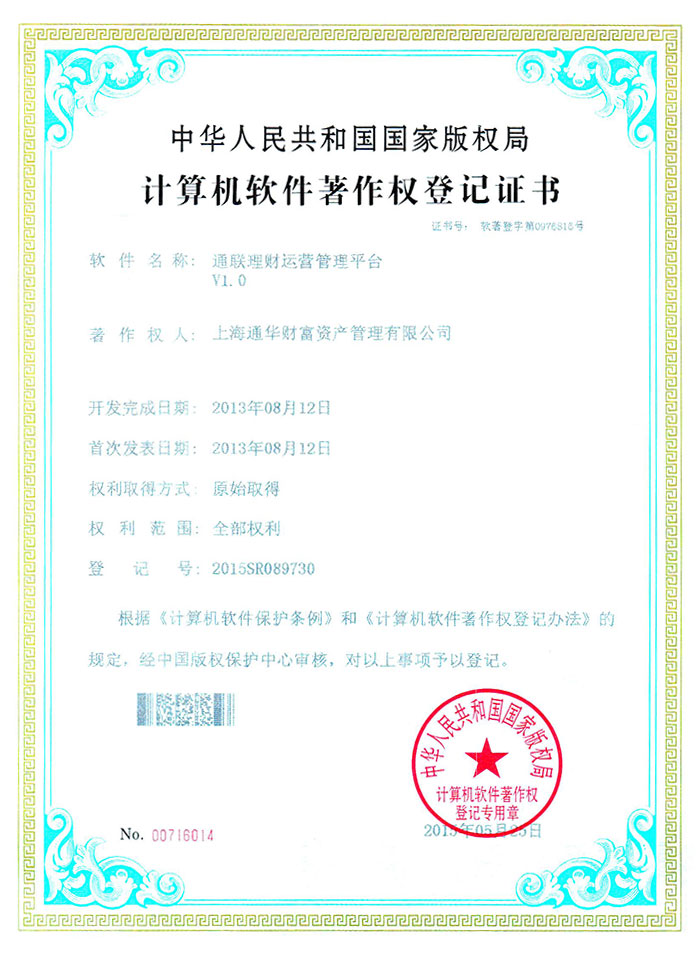 中华人民共和国国家版权局
计算机软件著作权登记证书
证书号： 软著登字第0976816号
软件名称： 通联理财运营管理平台
V1.0
著作权人： 上海通华财富资产管理有限公司
开发完成日期： 2013年08月12日
首次发表日期： 2013年08月12日
权利取得方式： 原始取得
权利范围： 全部权利
登记号： 2015SR089730
根据《计算机软件保护条例》和《计算机软件著作权登记办法》的
规定，经中国版权保护中心审核，对以上事项予以登记。
中华人民共和国国家版权局
计算机软件著作权
登记专用章
No. 00716014
2015年05月25日